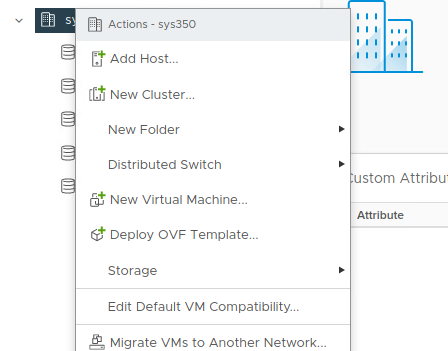 sy
Actions - sys350
Add Host...
New Cluster...
New Folder
Distributed Switch
New Virtual Machine...
Deploy OVF Template...
Storage
Edit Default VM Compatibility...
Migrate VMs to Another Network...
Custom Attribu
Attribute